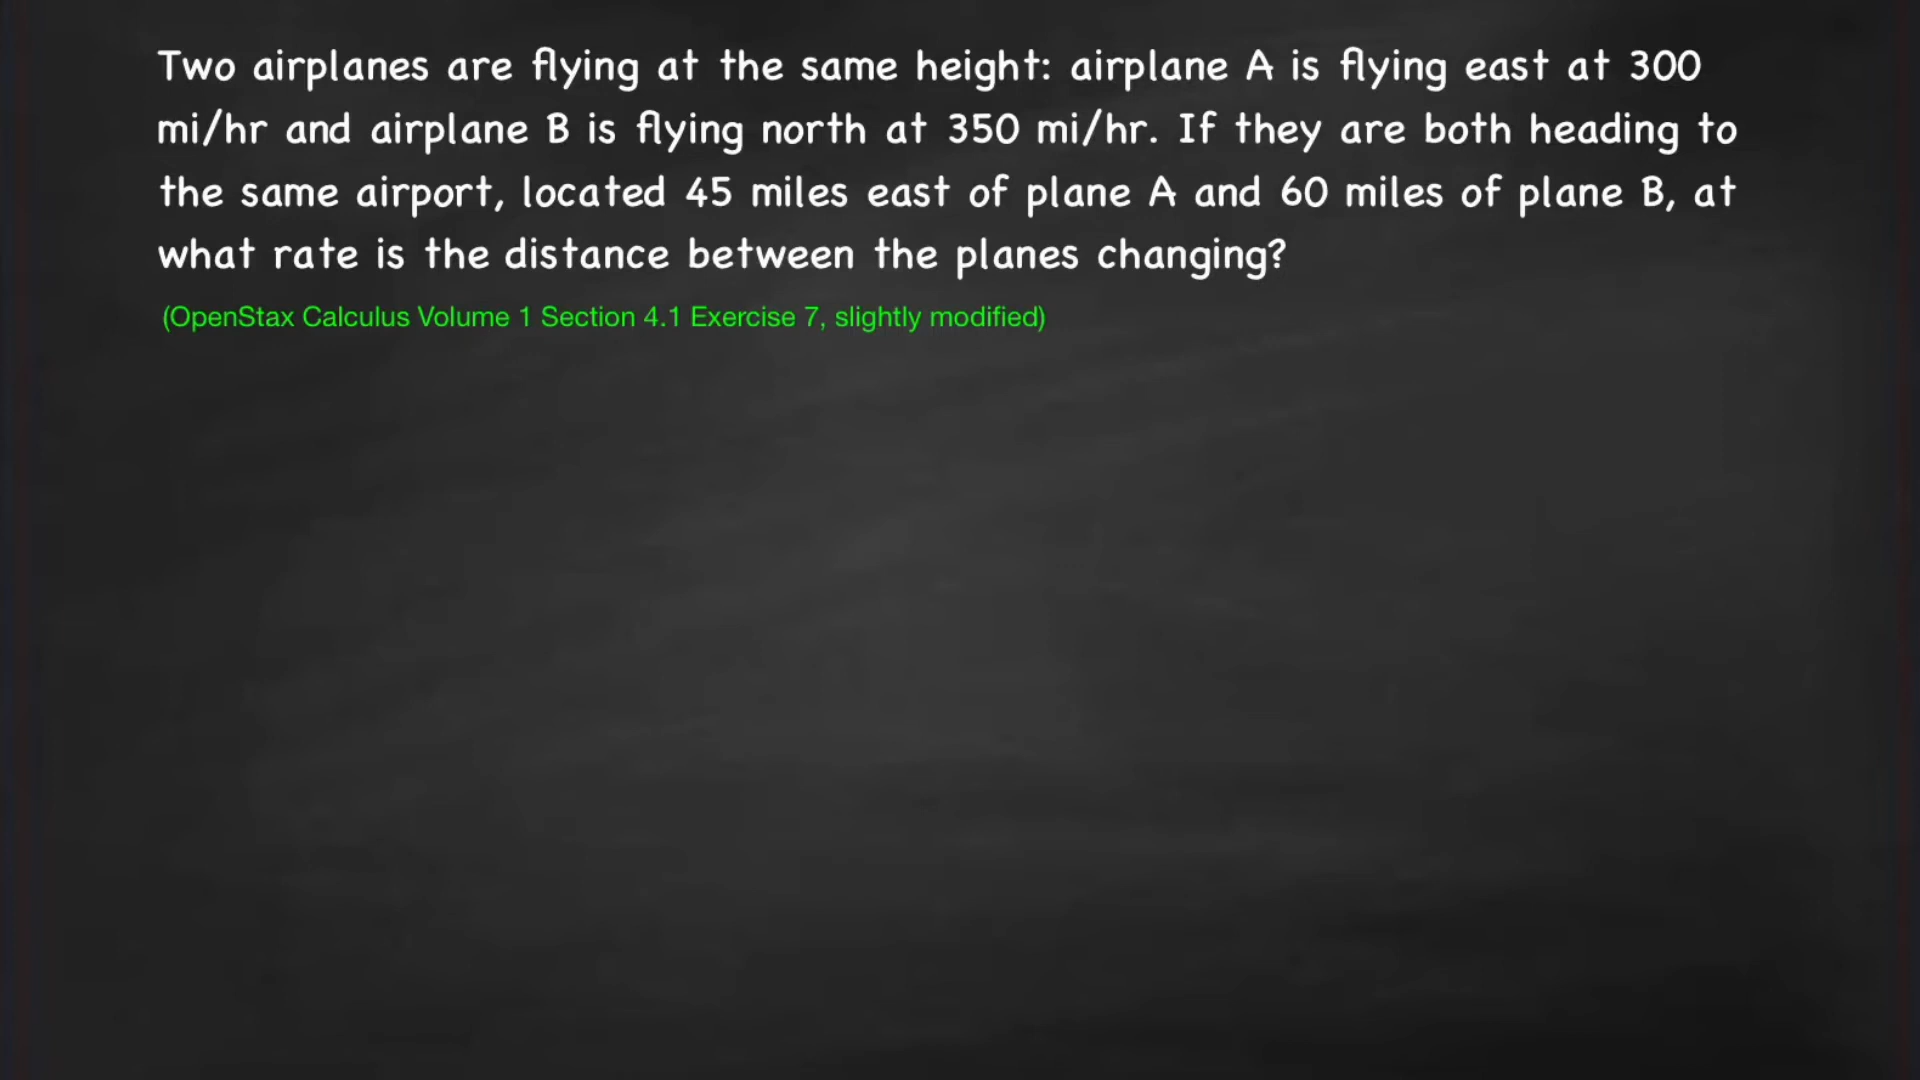 Two airplanes are flying at the same height: airplane A is flying east at 300
mi/hr and airplane B is flying north at 350 mi/hr. If they are both heading to
the same airport, located 45 miles east of plane A and 60 miles of plane B, at
what rate is the distance between the planes changing?
(OpenStax Calculus Volume 1 Section 4.1 Exercise 7, slightly modified)